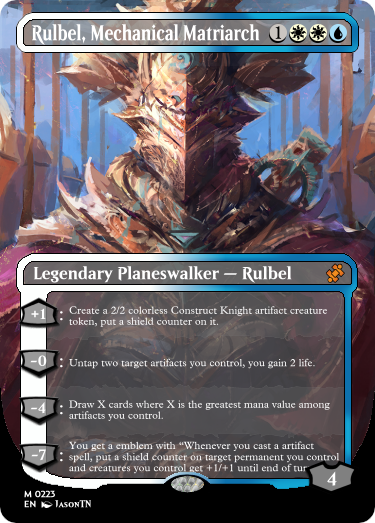 Rulbel, Mechanical Matriarch 1
Legendary Planeswalker — Rulbel
+1 : Create a 2/2 colorless Construct Knight artifact creature
token, put a shield counter on it.
-0 : Untap two target artifacts you control, you gain 2 life.
-4 : Draw X cards where X is the greatest mana value among
artifacts you control.
-7 : You get a emblem with “Whenever you cast a artifact
spell, put a shield counter on target permanent you control
and creatures you control get +1/+1 until end of
4
M 0223
EN JASONTN